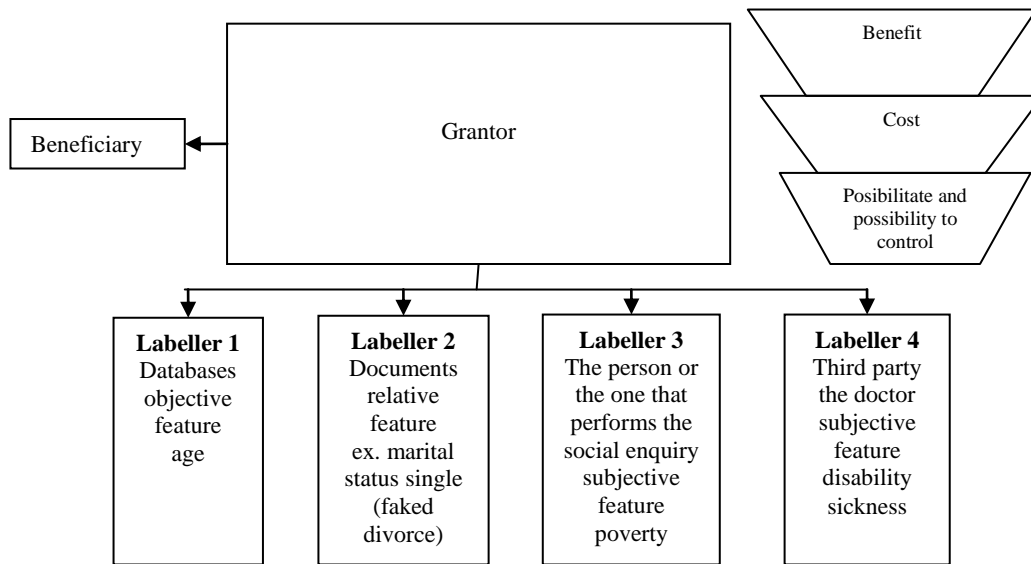 Benefit
Grantor
Cost
Beneficiary
Posibilitate and
possibility to
control
Labeller 1
Databases
objective
feature
age
Labeller 2
Documents
relative
feature
ex. marital
status single
(faked
divorce)
Labeller 3
The person or
the one that
performs the
social enquiry
subjective
feature
poverty
Labeller 4
Third party
the doctor
subjective
feature
disability
sickness